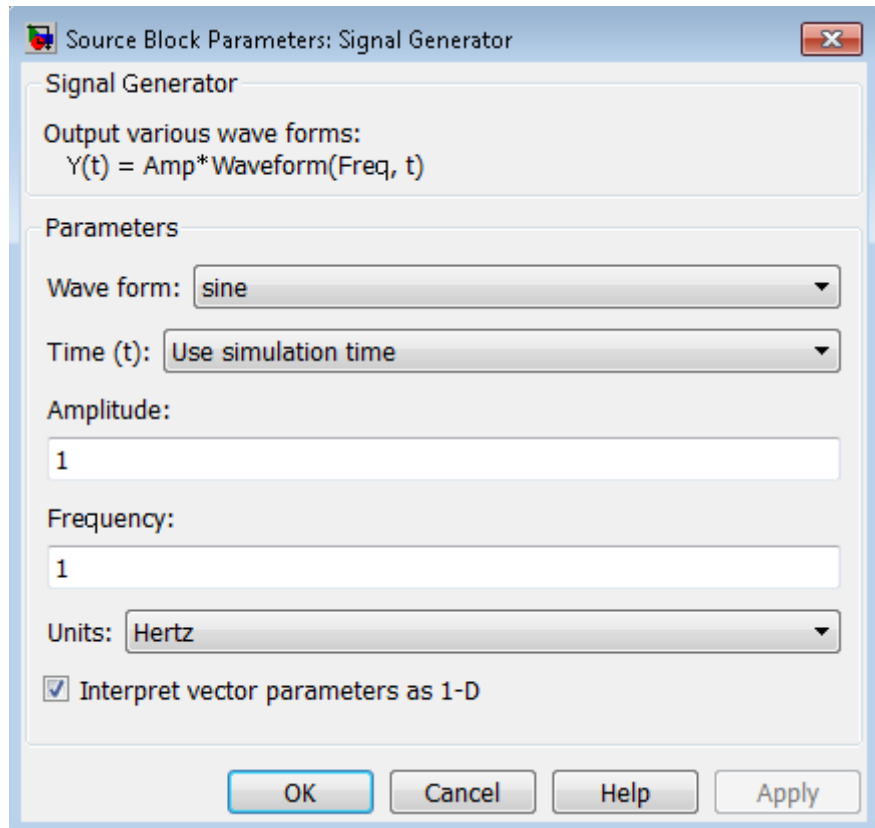 Source Block Parameters: Signal Generator
Signal Generator
Output various wave forms:
Y(t) = Amp*Waveform(Freq, t)
Parameters
Wave form: sine
Time (t): Use simulation time
Amplitude:
1
Frequency:
1
Units: Hertz
Interpret vector parameters as 1-D
OK Cancel Help Apply